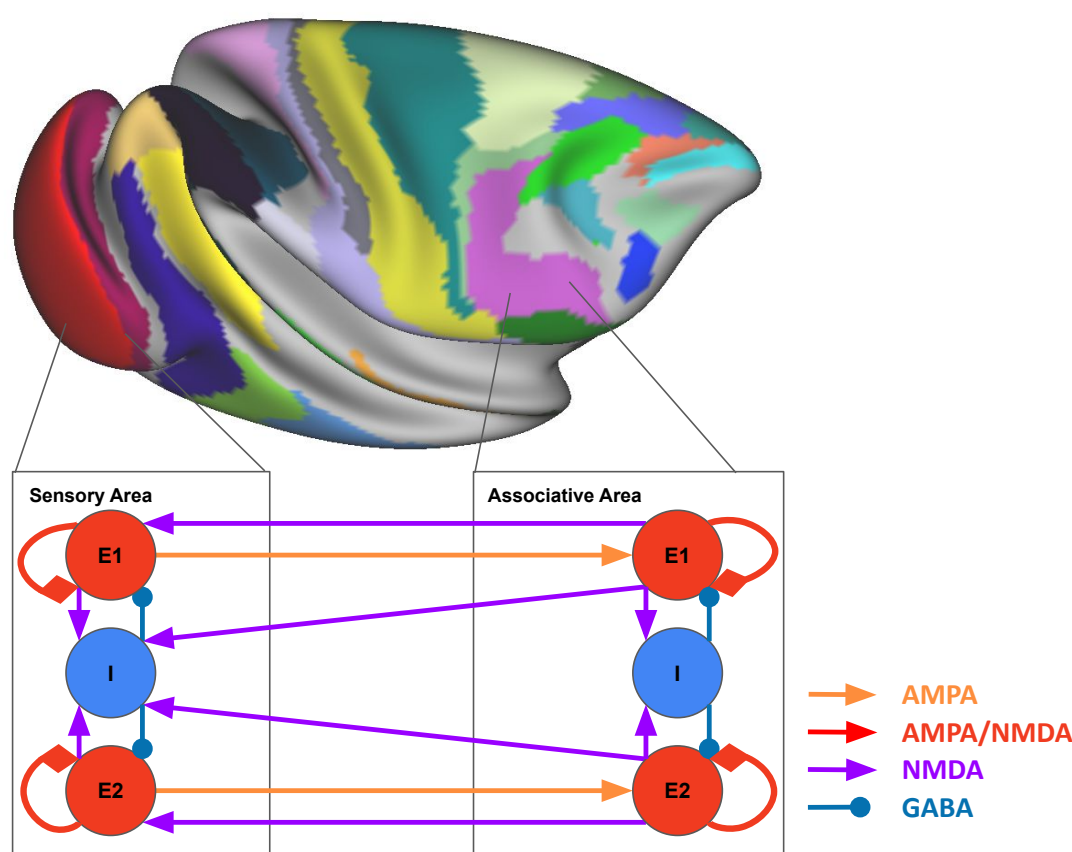 Sensory Area
Associative Area
E1
E1
I
I
E2
E2
AMPA
AMPA/NMDA
NMDA
GABA